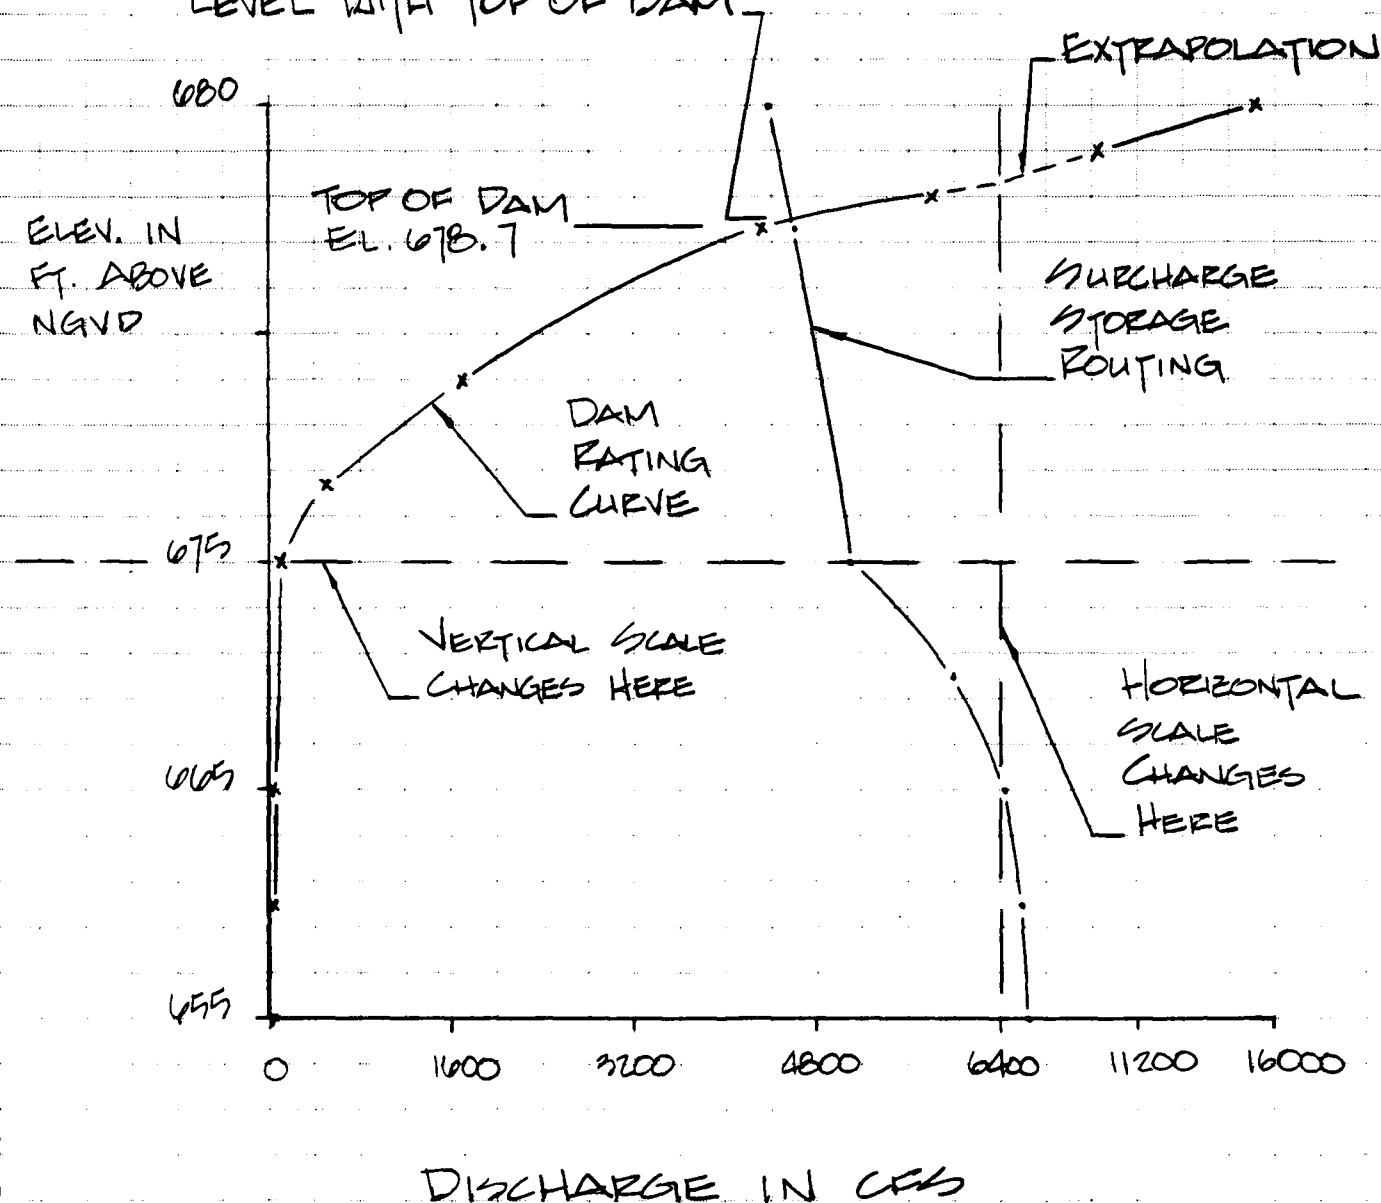 LEVEL WITH TOP OF DAM
EXTRAPOLATION
680
TOP OF DAM
EL. 678.7
ELEV. IN
FT. ABOVE
NGVD
SURCHARGE
STORAGE
ROUTING
DAM
RATING
CURVE
675
VERTICAL SCALE
CHANGES HERE
HORIZONTAL
SCALE
CHANGES
HERE
665
655
0 1600 3200 4800 6400 11200 16000
DISCHARGE IN CFS